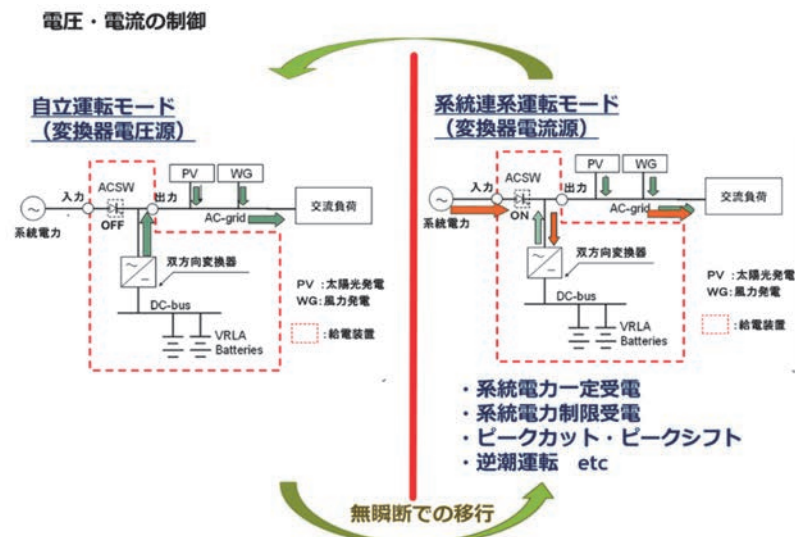 電圧・電流の制御
自立運転モード
（変換器電圧源）
PV
WG
入力
ACSW
出力
交流負荷
系統電力
OFF
AC-grid
双方向変換器
DC-bus
PV ：太陽光発電
WG：風力発電
VRLA
Batteries
：給電装置
系統連系運転モード
（変換器電流源）
PV
WG
入力
ACSW
出力
交流負荷
系統電力
ON
AC-grid
双方向変換器
DC-bus
PV ：太陽光発電
WG：風力発電
VRLA
Batteries
：給電装置
・系統電力一定受電
・系統電力制限受電
・ピークカット・ピークシフト
・逆潮運転 etc
無瞬断での移行